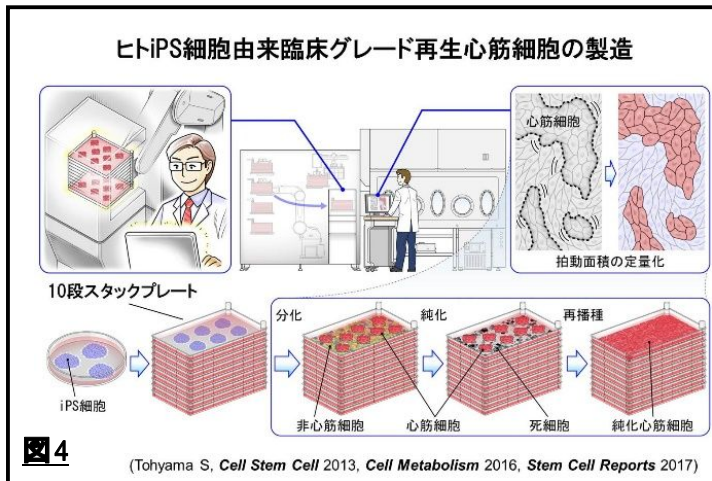 ヒトiPS細胞由来臨床グレード再生心筋細胞の製造
心筋細胞
拍動面積の定量化
10段スタックプレート
分化
純化
再播種
iPS細胞
非心筋細胞
心筋細胞
死細胞
純化心筋細胞
図4
(Tohyama S, Cell Stem Cell 2013, Cell Metabolism 2016, Stem Cell Reports 2017)